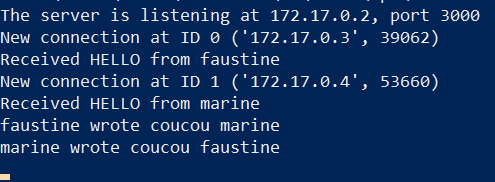 The server is listening at 172.17.0.2, port 3000
New connection at ID 0 ('172.17.0.3', 39062)
Received HELLO from faustine
New connection at ID 1 ('172.17.0.4', 53660)
Received HELLO from marine
faustine wrote coucou marine
marine wrote coucou faustine